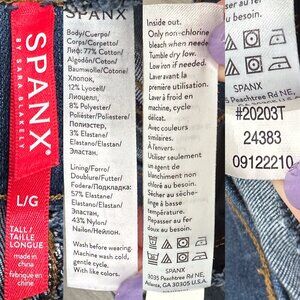 SPANX®
BY SARA BLAKELY
L/G
TALL/
TAILLE
LONGUE
made in
china
fabriqué en
chine
SPANX
Body/Cuerpo/
Corps/Corpetto/
Лиф: 77% Cotton/
Algodón/Coton/
Baumwolle/Cotone/
Хлопок,
12% Lyocell/
Лиоцелл,
8% Polyester/
Poliéster/Poliestere/
Полиэстер,
3% Elastane/
Elastan/Elastano/
Эластан.
Lining/Forro/
Doublure/Futter/
Fodera/Подкладка:
57% Elastane/
Elastan/Elastano/
Эластан,
43% Nylon/
Nailon/Нейлон.
Wash before wearing.
Machine wash cold,
gentle cycle.
With like colors.
Inside out.
Only non-chlorine
bleach when needed.
Tumble dry low.
Low iron if needed.
Laver avant la
première utilisation.
Laver à froid en
machine, cycle
délicat.
Avec couleurs
similaires.
À l'envers.
Utiliser seulement
un agent de
blanchiment non
chloré au besoin.
Sécher par
culbutage à basse
température.
Repasser à
fer doux
au besoin.
SPANX
3035 Peachtree Rd NE,
Atlanta, GA 30305 US
SPANX
Peachtree Rd NE,
#20203T
24383
09122210